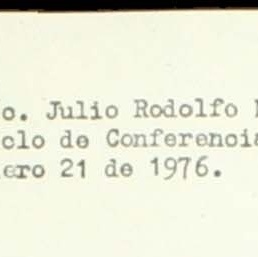 o. Julio Rodolfo
clo de Conferencia
ero 21 de 1976.